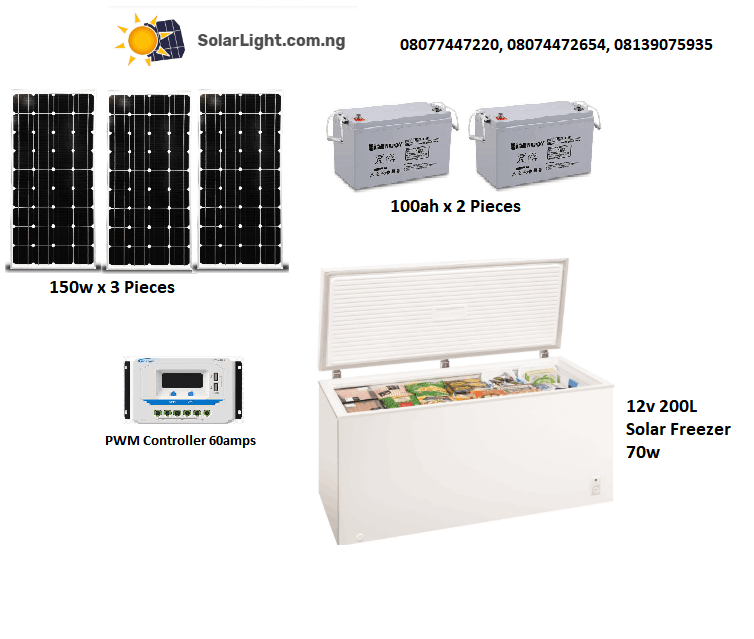 SolarLight.com.ng
08077447220, 08074472654, 08139075935
100ah x 2 Pieces
150w x 3 Pieces
PWM Controller 60amps
12v 200L
Solar Freezer
70w